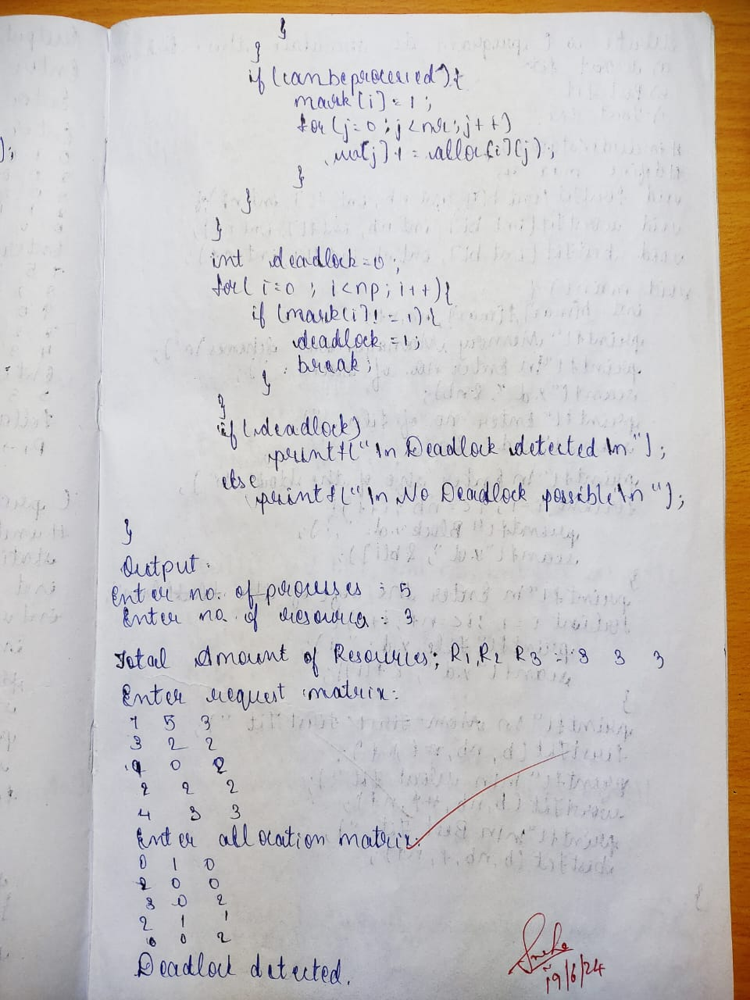 }
}
if (canbeprocessed) {
mark[i] = 1;
for (j=0; j<nr; j++)
w[j] += alloc[i][j];
}
}
}
int deadlock=0;
for( i=0 ; i<np; i++){
if (mark[i] != 1) {
deadlock = 1;
break;
}
}
if (deadlock)
printf("\n Deadlock detected \n");
else
printf("\n No Deadlock possible \n");
}
Output:
Enter no. of processes : 5
Enter no. of resources : 3
Total Amount of Resources; R1, R2 R3 = 3 3 3
Enter request matrix:
7 5 3
3 2 2
9 0 2
2 2 2
4 3 3
Enter allocation matrix:
0 1 0
2 0 0
3 0 2
2 1 1
0 0 2
Deadlock detected.
19/6/24